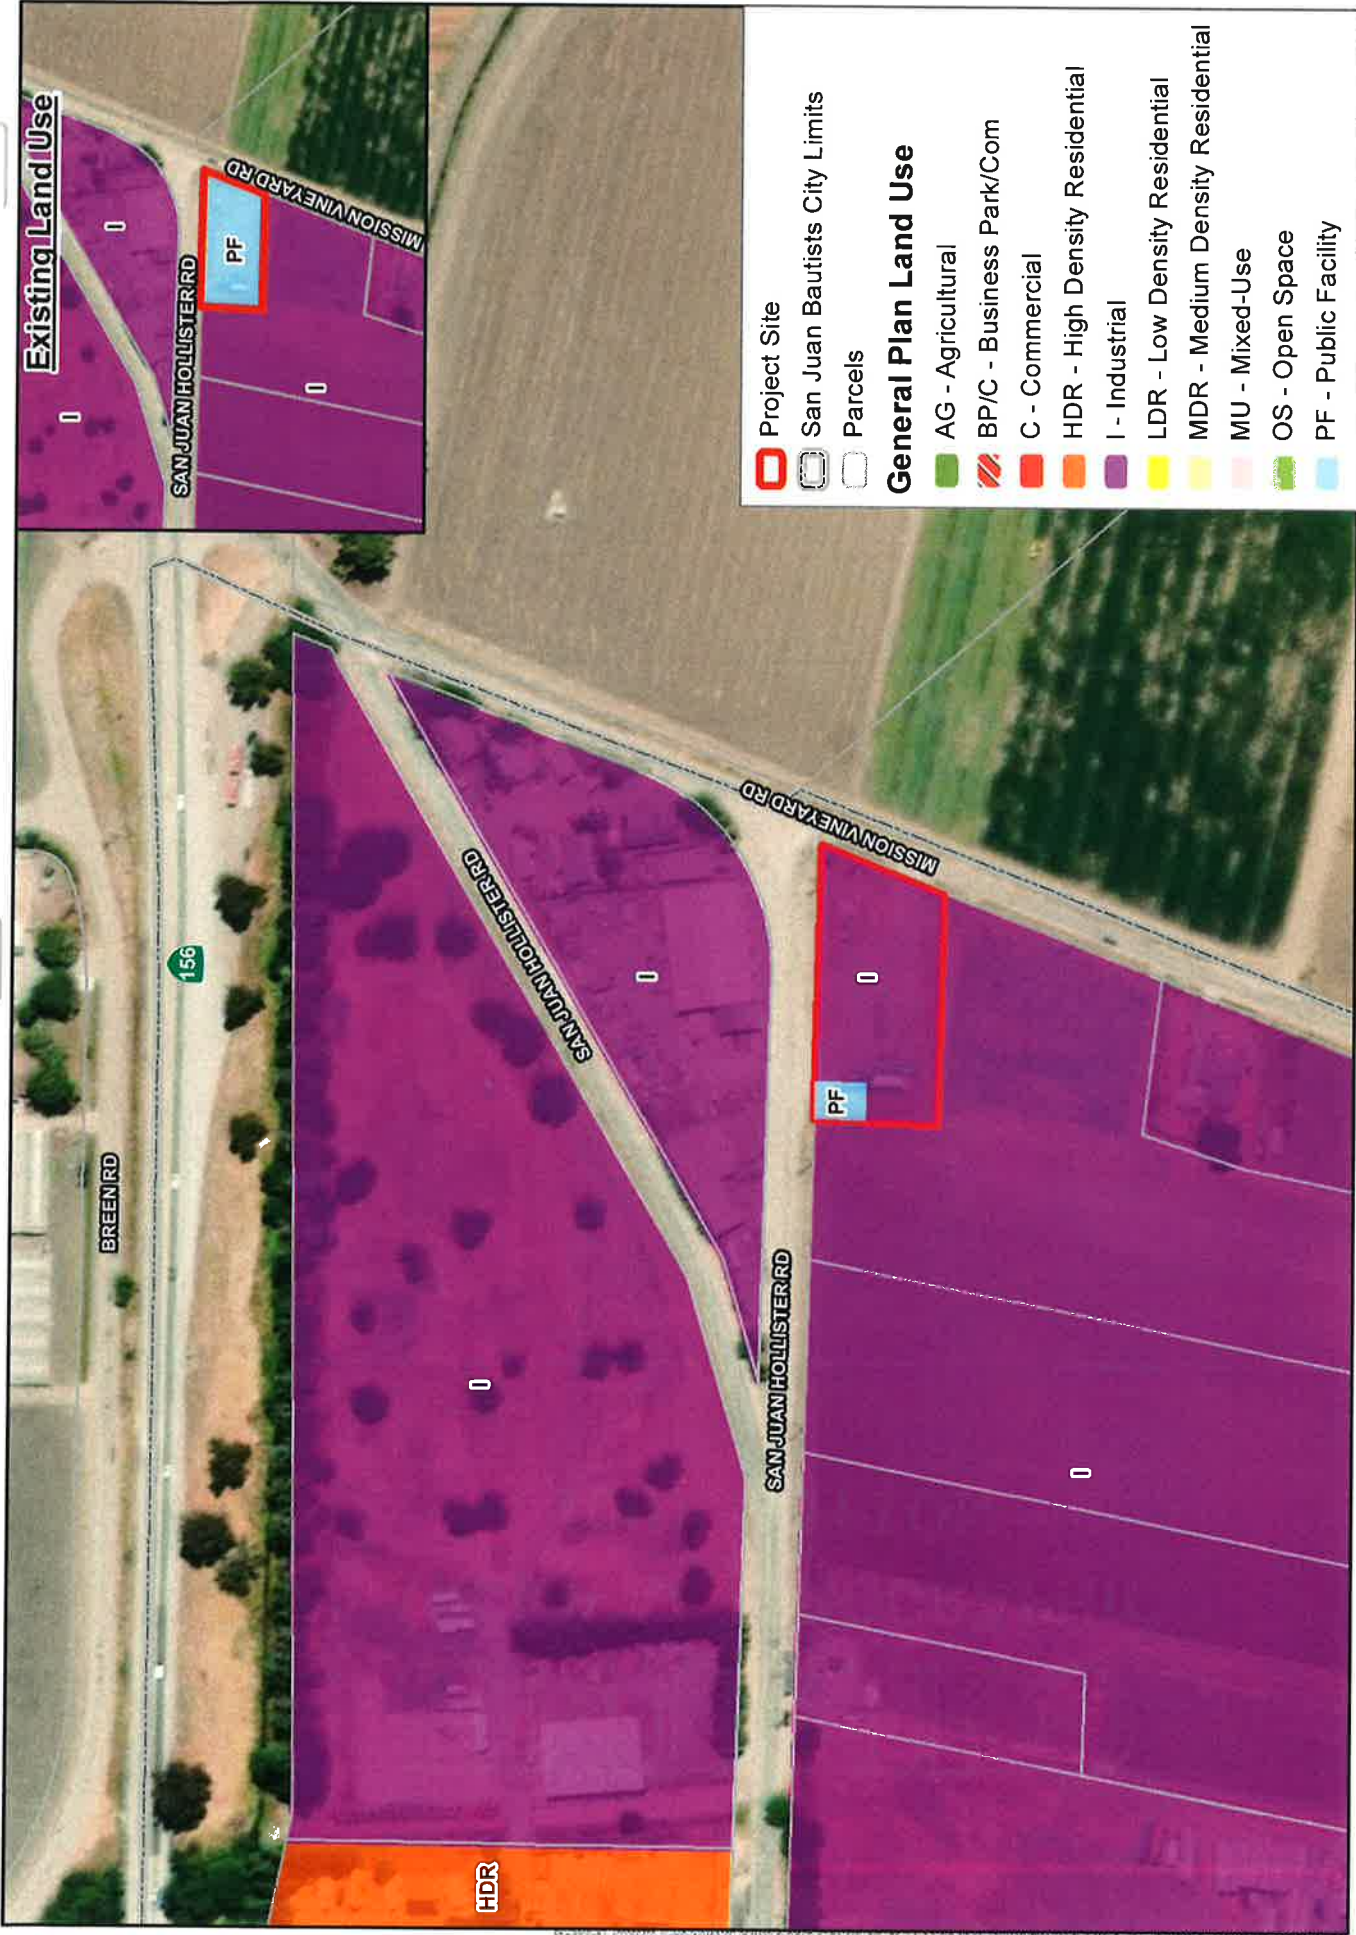 Existing Land Use
I
I
SAN JUAN HOLLISTER RD
PF
MISSION VINEYARD RD
I
BREEN RD
156
SAN JUAN HOLLISTER RD
MISSION VINEYARD RD
I
I
PF
I
SAN JUAN HOLLISTER RD
I
HDR
Project Site
San Juan Bautists City Limits
Parcels
General Plan Land Use
AG - Agricultural
BP/C - Business Park/Com
C - Commercial
HDR - High Density Residential
I - Industrial
LDR - Low Density Residential
MDR - Medium Density Residential
MU - Mixed-Use
OS - Open Space
PF - Public Facility